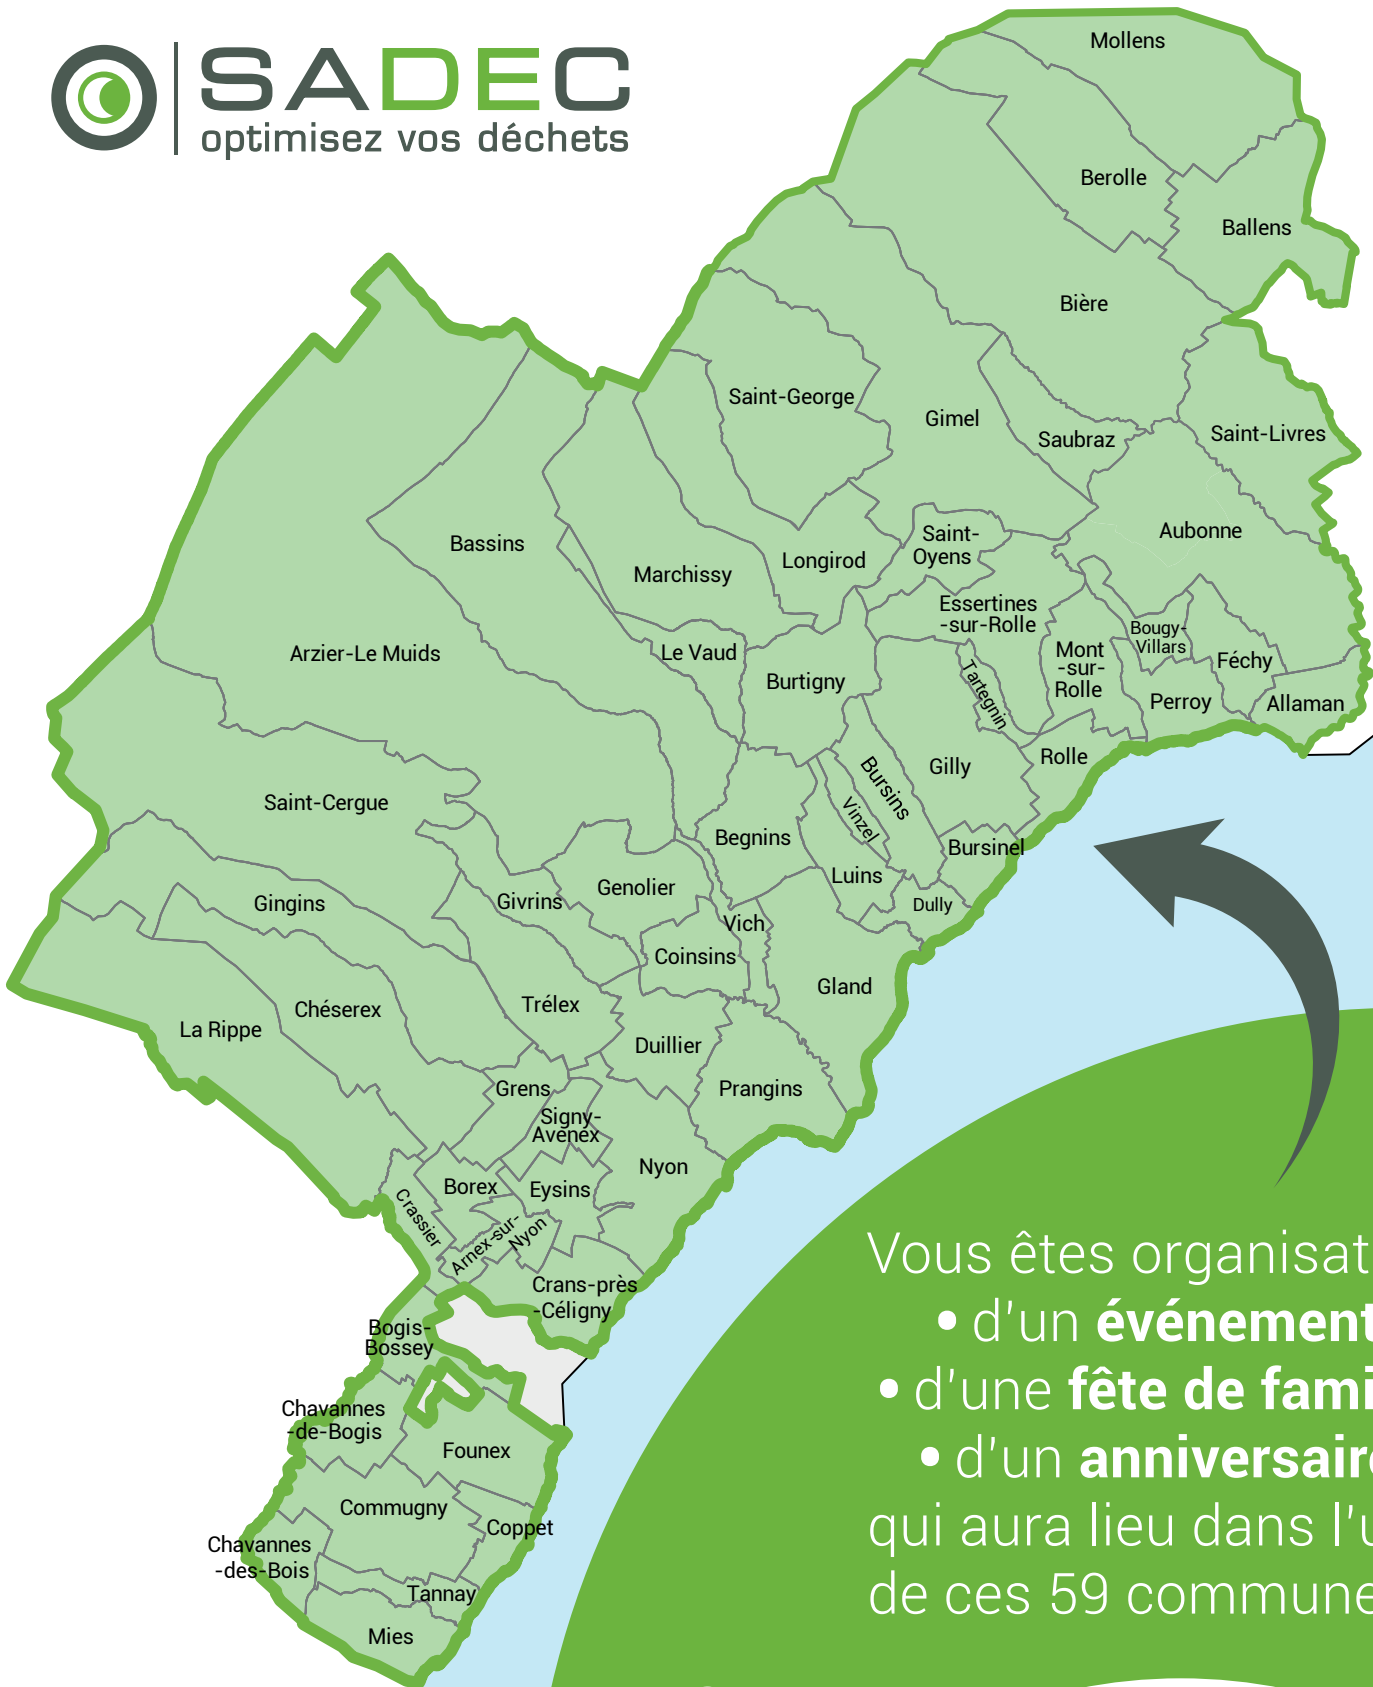 SADEC
optimisez vos déchets
Mollens
Berolle
Ballens
Bière
Saint-George
Gimel
Saubraz
Saint-Livres
Aubonne
Bassins
Saint-
Oyens
Longirod
Marchissy
Essertines
-sur-Rolle
Bougy-
Villars
Arzier-Le Muids
Le Vaud
Mont
-sur-
Rolle
Féchy
Burtigny
Tartegnin
Perroy
Allaman
Rolle
Gilly
Bursins
Saint-Cergue
Vinzel
Begnins
Bursinel
Luins
Genolier
Givrins
Gingins
Dully
Vich
Coinsins
Gland
Trélex
Chéserex
La Rippe
Duillier
Prangins
Grens
Signy-
Avenex
Nyon
Borex
Eysins
Crassier
Arnex-sur-
Nyon
Crans-près
-Céligny
Bogis-
Bossey
Chavannes
-de-Bogis
Founex
Commugny
Coppet
Chavannes
-des-Bois
Tannay
Mies
Vous êtes organisat
• d'un événement
• d'une fête de fami
• d'un anniversaire
qui aura lieu dans l'u
de ces 59 commune